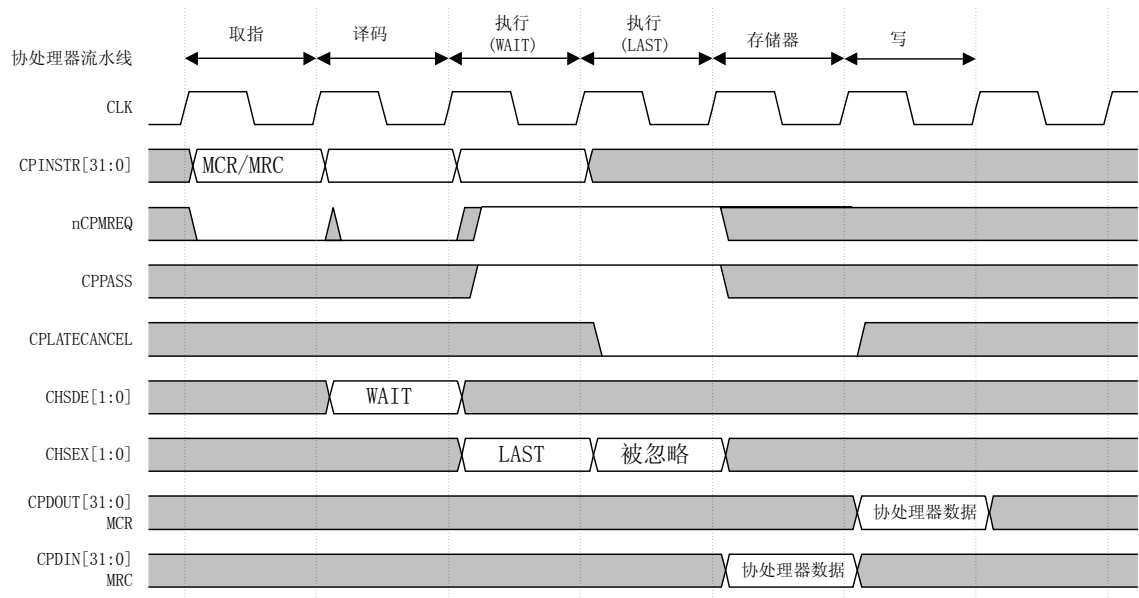 协处理器流水线
取指
译码
执行
(WAIT)
执行
(LAST)
存储器
写
CLK
CPINSTR[31:0]
MCR/MRC
nCPMREQ
CPPASS
CPLATECANCEL
CHSDE[1:0]
WAIT
CHSEX[1:0]
LAST
被忽略
CPDOUT[31:0]
MCR
协处理器数据
CPDIN[31:0]
MRC
协处理器数据